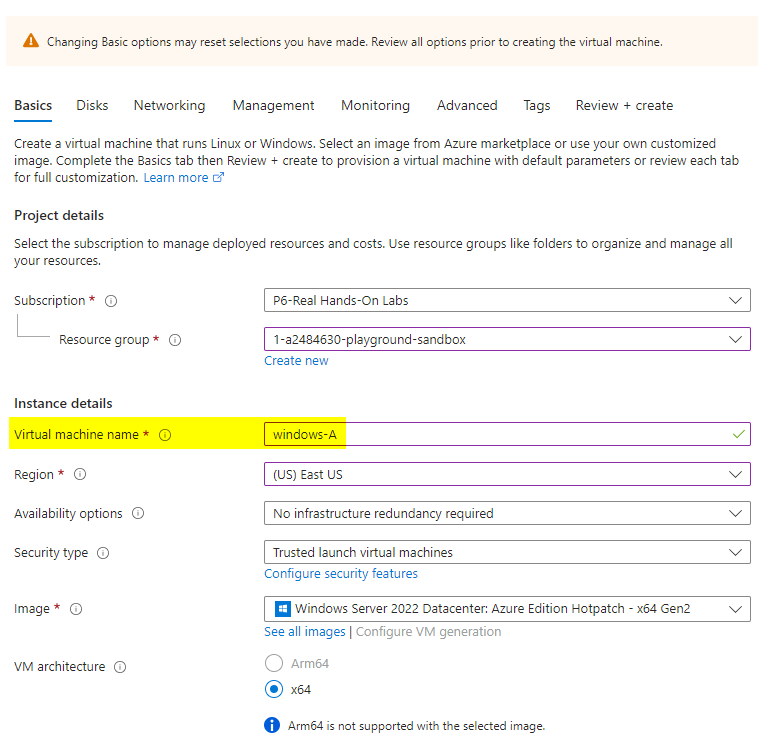 Changing Basic options may reset selections you have made. Review all options prior to creating the virtual machine.
Basics Disks Networking Management Monitoring Advanced Tags Review + create
Create a virtual machine that runs Linux or Windows. Select an image from Azure marketplace or use your own customized
image. Complete the Basics tab then Review + create to provision a virtual machine with default parameters or review each tab
for full customization. Learn more
Project details
Select the subscription to manage deployed resources and costs. Use resource groups like folders to organize and manage all
your resources.
Subscription * P6-Real Hands-On Labs
Resource group * 1-a2484630-playground-sandbox
Create new
Instance details
Virtual machine name * windows-A
Region * (US) East US
Availability options No infrastructure redundancy required
Security type Trusted launch virtual machines
Configure security features
Image * Windows Server 2022 Datacenter: Azure Edition Hotpatch - x64 Gen2
See all images | Configure VM generation
VM architecture Arm64
x64
Arm64 is not supported with the selected image.